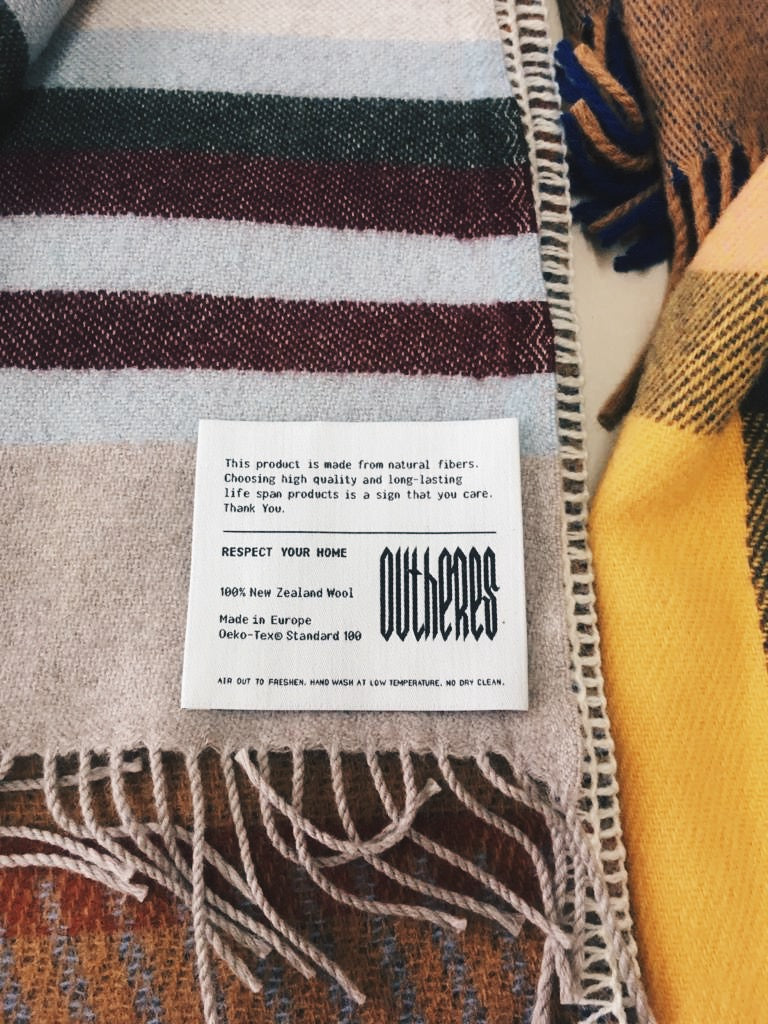 This product is made from natural fibers.
Choosing high quality and long-lasting
life span products is a sign that you care.
Thank You.
RESPECT YOUR HOME
OUtheRES
100% New Zealand Wool
Made in Europe
Oeko-Tex® Standard 100
AIR OUT TO FRESHEN. HAND WASH AT LOW TEMPERATURE. NO DRY CLEAN.